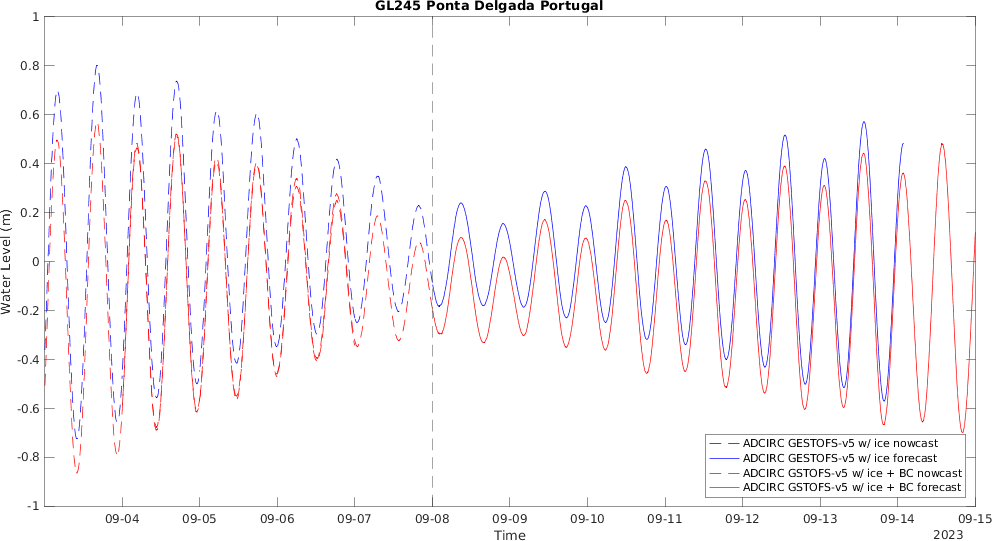 GL245 Ponta Delgada Portugal
1
0.8
0.6
0.4
0.2
0
-0.2
-0.4
-0.6
-0.8
-1
Water Level (m)
ADCIRC GESTOFS-v5 w/ ice nowcast
ADCIRC GESTOFS-v5 w/ ice forecast
ADCIRC GSTOFS-v5 w/ ice + BC nowcast
ADCIRC GSTOFS-v5 w/ ice + BC forecast
09-04 09-05 09-06 09-07 09-08 09-09 09-10 09-11 09-12 09-13 09-14 09-15
Time
2023